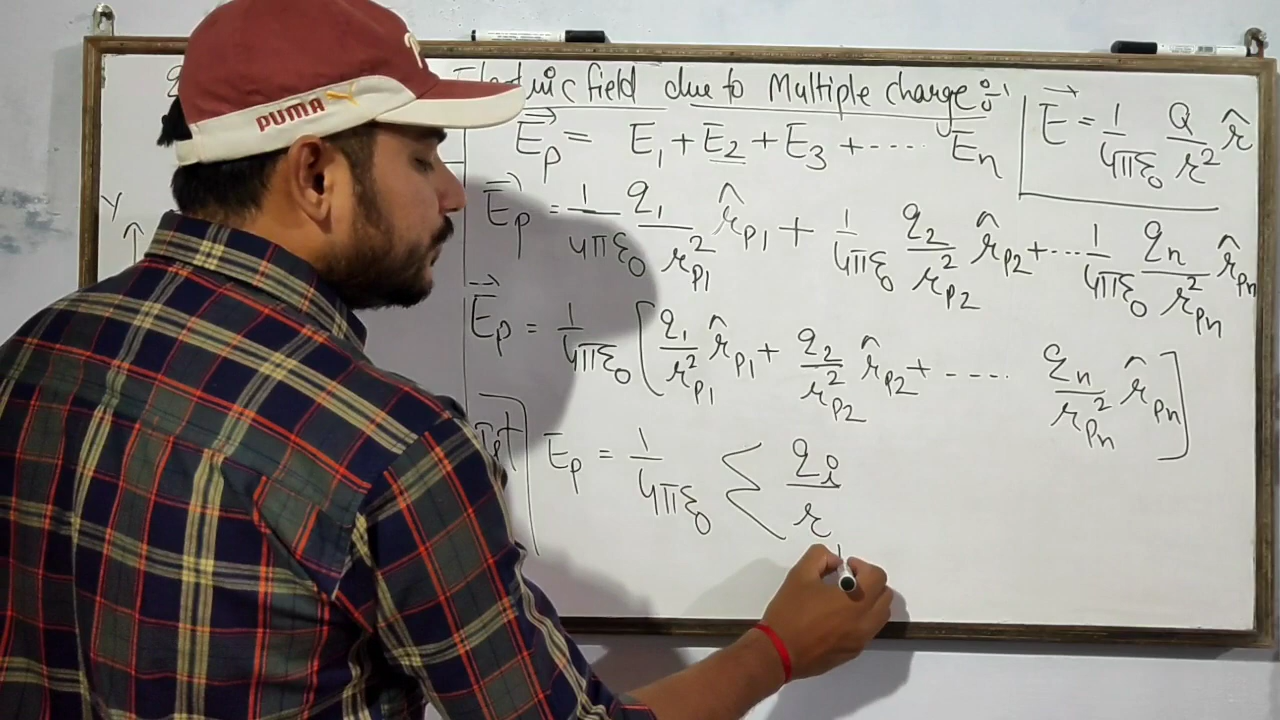 PUMA
Electric field due to Multiple charge :-
E⃗p = E₁ + E₂ + E₃ + ---- Eₙ
E⃗ = 1/4πε₀ Q/r² r̂
Y
E⃗p = 1/4πε₀ q₁/r²p₁ r̂p₁ + 1/4πε₀ q₂/r²p₂ r̂p₂ + --- 1/4πε₀ qₙ/r²pₙ r̂pₙ
E⃗p = 1/4πε₀ [q₁/r²p₁ r̂p₁ + q₂/r²p₂ r̂p₂ + ---- qₙ/r²pₙ r̂pₙ]
Ep = 1/4πε₀ Σ qi/r